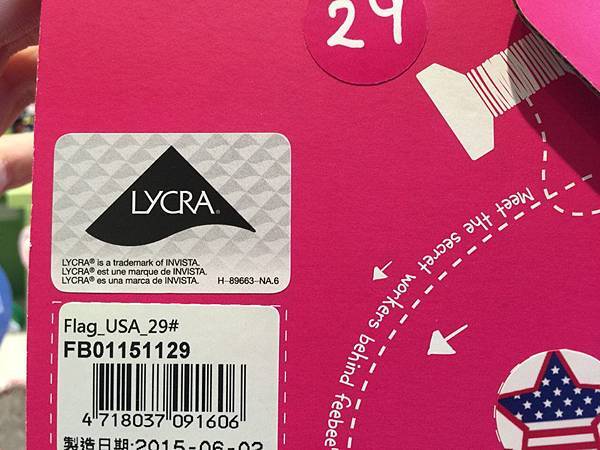 29
LYCRA®
LYCRA® is a trademark of INVISTA.
LYCRA® est une marque de INVISTA.
LYCRA® es una marca de INVISTA.
H-89663-NA.6
Flag_USA_29#
FB01151129
4 718037 091606
製造日期:2015-06-02
Meet the secret workers behind feebee